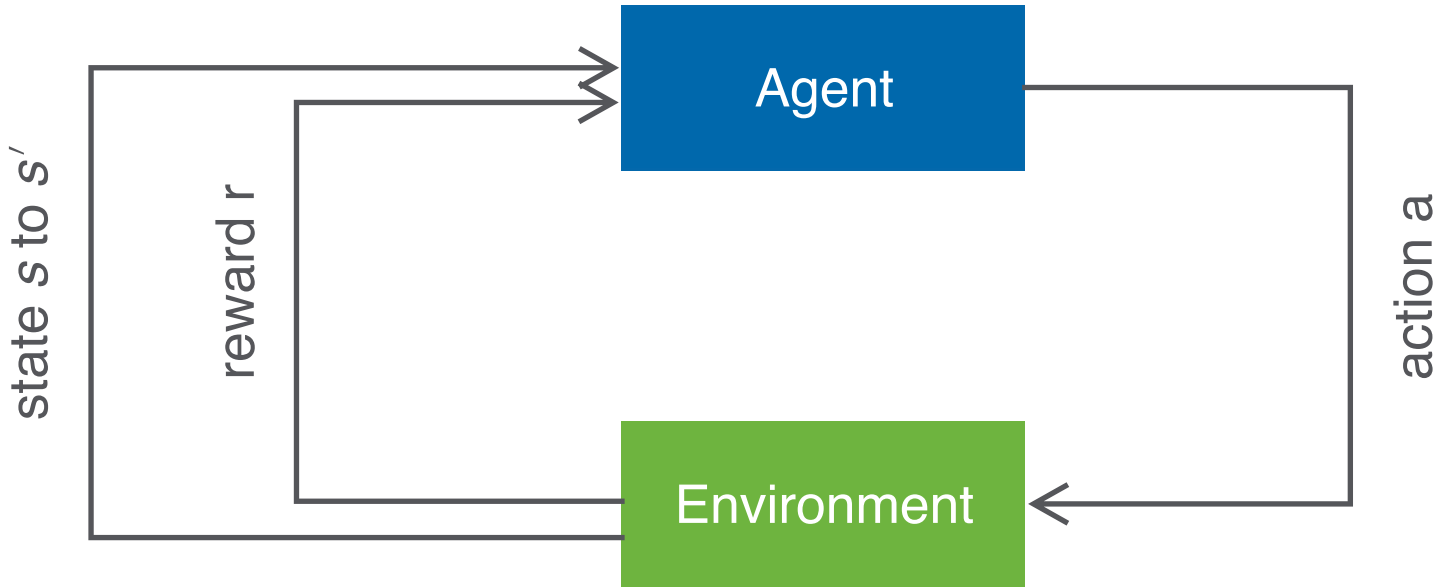 Agent
state s to s′
reward r
action a
Environment